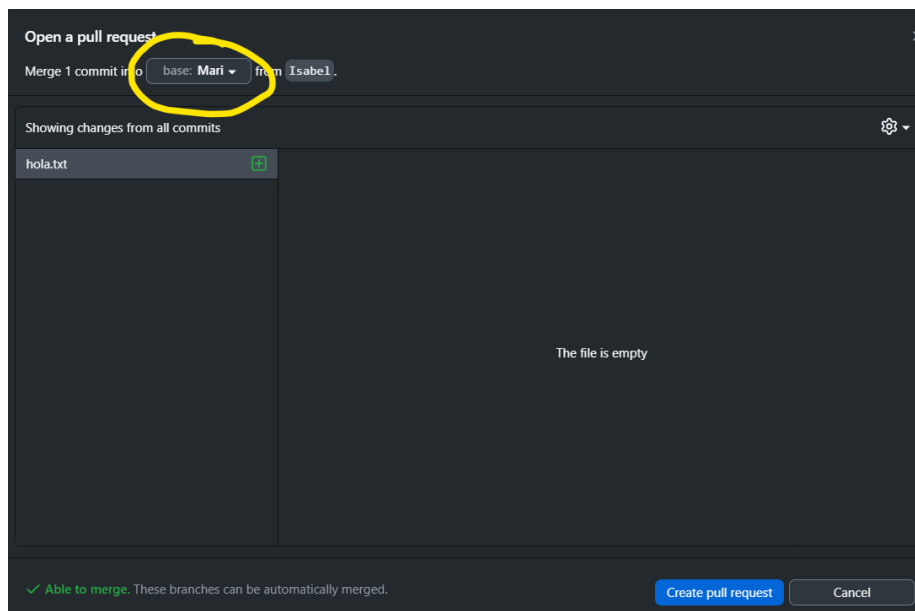 Open a pull request
Merge 1 commit into base: Mari from Isabel.
Showing changes from all commits
hola.txt
The file is empty
Able to merge. These branches can be automatically merged.
Create pull request
Cancel